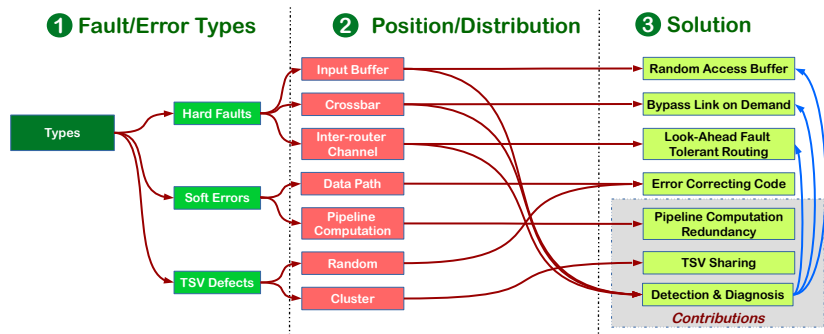 1 Fault/Error Types
2 Position/Distribution
3 Solution
Types
Hard Faults
Soft Errors
TSV Defects
Input Buffer
Crossbar
Inter-router
Channel
Data Path
Pipeline
Computation
Random
Cluster
Random Access Buffer
Bypass Link on Demand
Look-Ahead Fault
Tolerant Routing
Error Correcting Code
Pipeline Computation
Redundancy
TSV Sharing
Detection & Diagnosis
Contributions